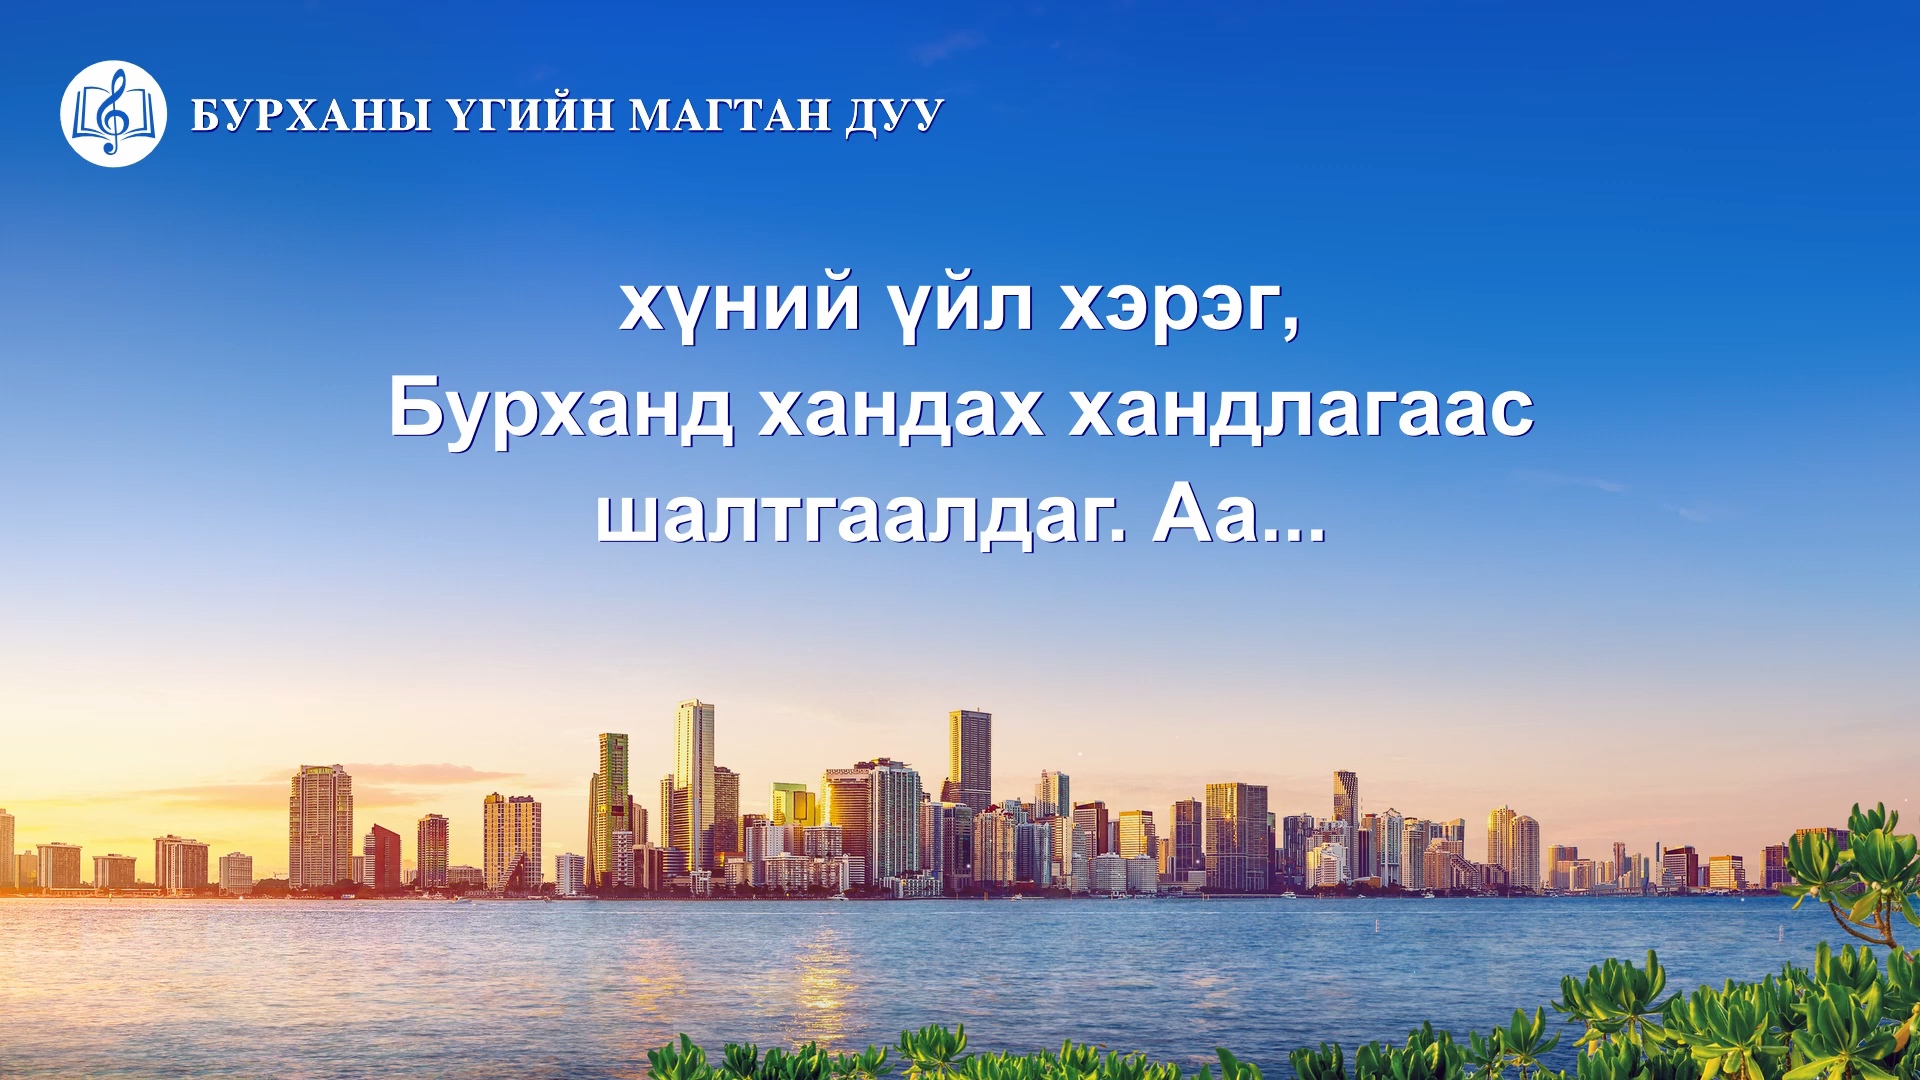 БУРХАНЫ ҮГИЙН МАГТАН ДУУ
хүний үйл хэрэг,
Бурханд хандах хандлагаас
шалтгаалдаг. Аа...